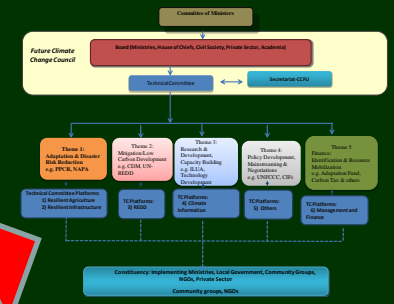 Committee of Ministers
Future Climate
Change Council
Board (Ministries, House of Chiefs, Civil Society, Private Sector, Academia)
Technical Committee
Secretariat-CCFU
Theme 1:
Adaptation & Disaster
Risk Reduction
e.g. PPCR, NAPA
Theme 2:
Mitigation/Low
Carbon Development
e.g. CDM, UN-
REDD
Theme 3:
Research &
Development,
Capacity Building
e.g. ILUA,
Technology
Development
Theme 4:
Policy Development,
Mainstreaming &
Negotiations
e.g. UNFCCC, CIFs
Theme 5
Finance:
Identification & Resource
Mobilization
e.g. Adaptation Fund,
Carbon Tax & others
Technical Committee Platforms:
1) Resilient Agriculture
2) Resilient Infrastructure
TC Platforms:
3) REDD
TC Platforms:
4) Climate
Information
TC Platforms:
5) Others
TC Platforms:
6) Management and
Finance
Constituency: Implementing Ministries, Local Government, Community Groups,
NGOs, Private Sector
Community groups, NGOs